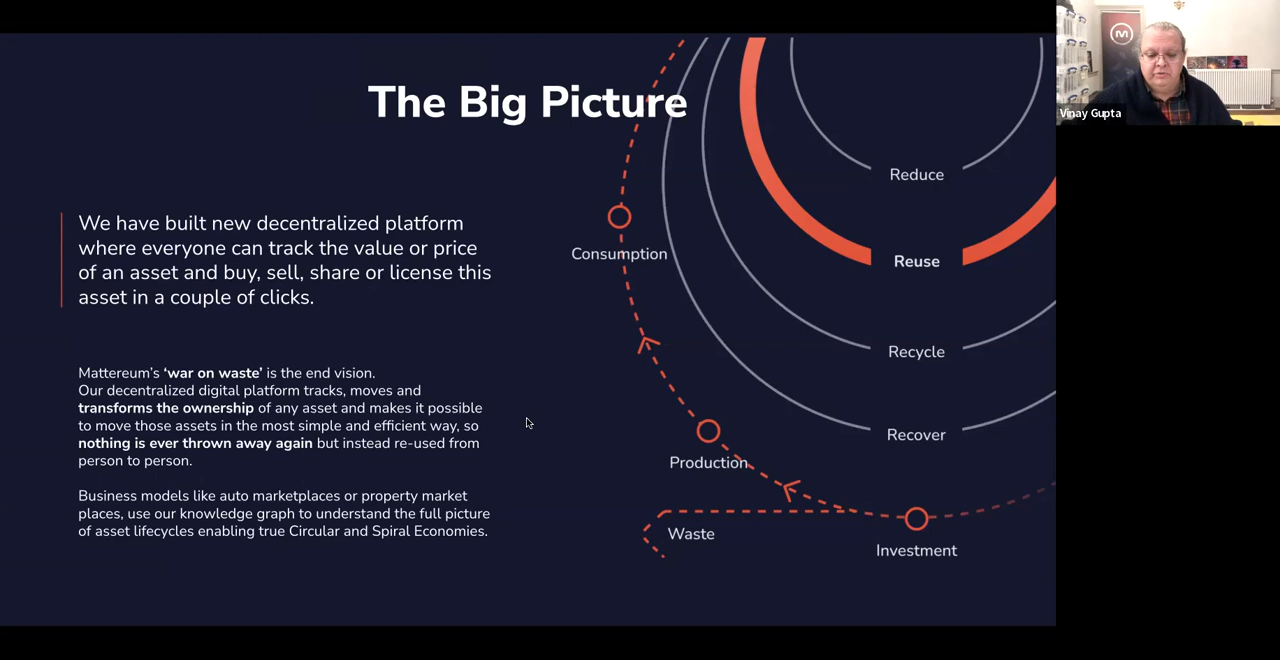 The Big Picture
We have built new decentralized platform
where everyone can track the value or price
of an asset and buy, sell, share or license this
asset in a couple of clicks.
Mattereum's 'war on waste' is the end vision.
Our decentralized digital platform tracks, moves and
transforms the ownership of any asset and makes it possible
to move those assets in the most simple and efficient way, so
nothing is ever thrown away again but instead re-used from
person to person.
Business models like auto marketplaces or property market
places, use our knowledge graph to understand the full picture
of asset lifecycles enabling true Circular and Spiral Economies.
Reduce
Reuse
Recycle
Recover
Consumption
Production
Waste
Investment
Vinay Gupta